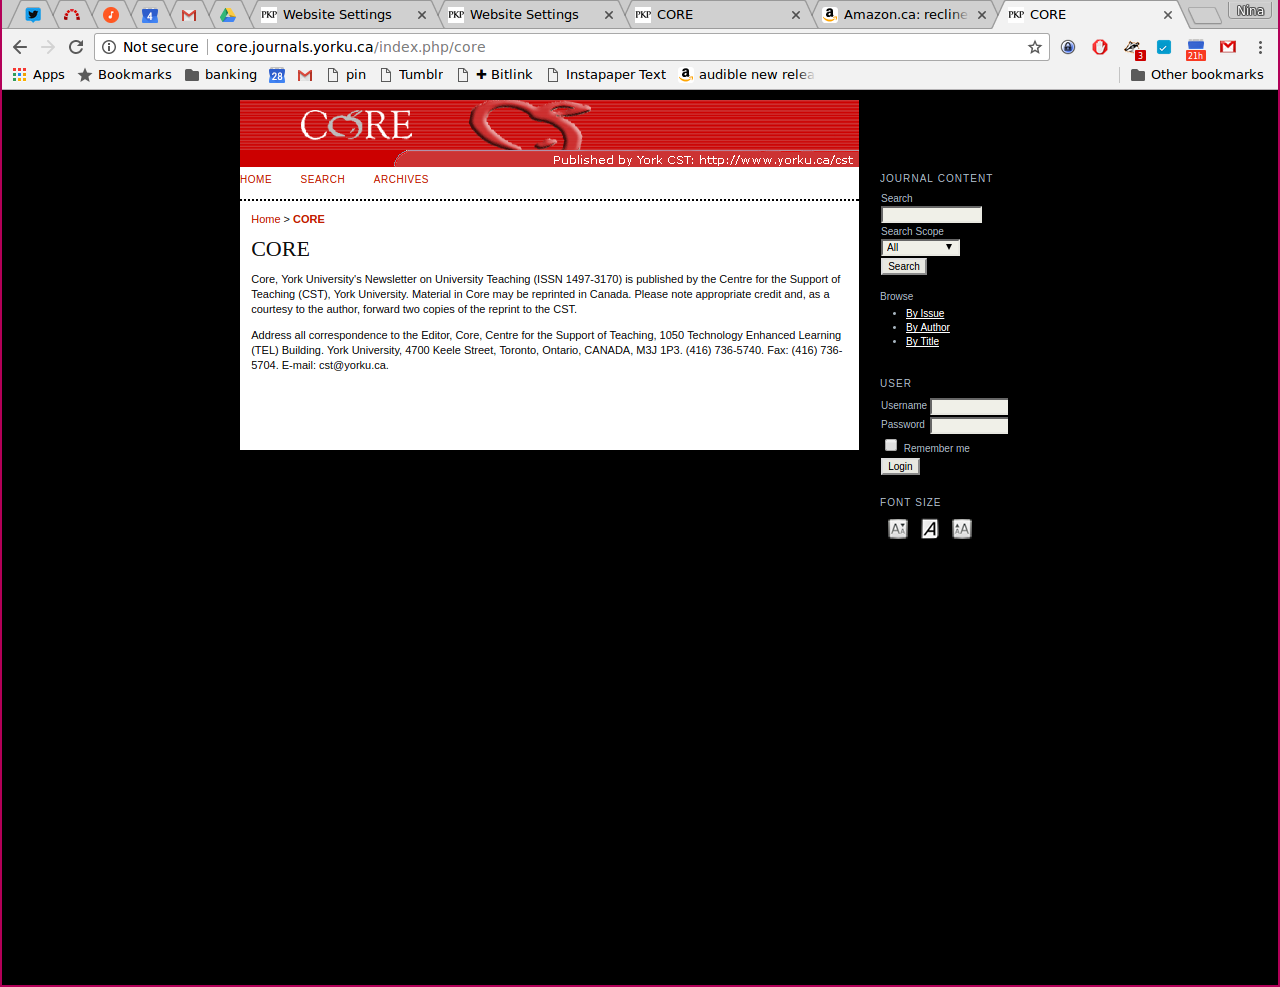 Website Settings
Website Settings
CORE
Amazon.ca: recline
CORE
Nina
Not secure
core.journals.yorku.ca/index.php/core
3
21h
Apps
Bookmarks
banking
28
pin
Tumblr
Bitlink
Instapaper Text
audible new relea
Other bookmarks
CORE
Published by York CST: http://www.yorku.ca/cst
HOME SEARCH ARCHIVES
Home > CORE
CORE
Core, York University's Newsletter on University Teaching (ISSN 1497-3170) is published by the Centre for the Support of
Teaching (CST), York University. Material in Core may be reprinted in Canada. Please note appropriate credit and, as a
courtesy to the author, forward two copies of the reprint to the CST.
Address all correspondence to the Editor, Core, Centre for the Support of Teaching, 1050 Technology Enhanced Learning
(TEL) Building. York University, 4700 Keele Street, Toronto, Ontario, CANADA, M3J 1P3. (416) 736-5740. Fax: (416) 736-
5704. E-mail: cst@yorku.ca.
JOURNAL CONTENT
Search
Search Scope
All
Search
Browse
By Issue
By Author
By Title
USER
Username
Password
Remember me
Login
FONT SIZE